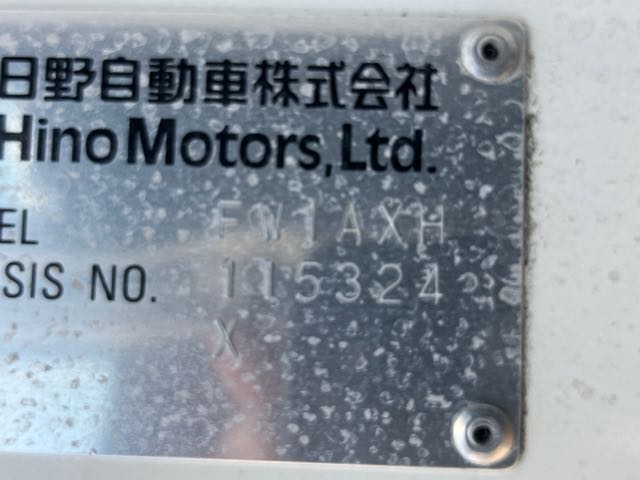 日野自動車株式会社
Hino Motors, Ltd.
EL FW1AXH
SIS NO. 115324
X